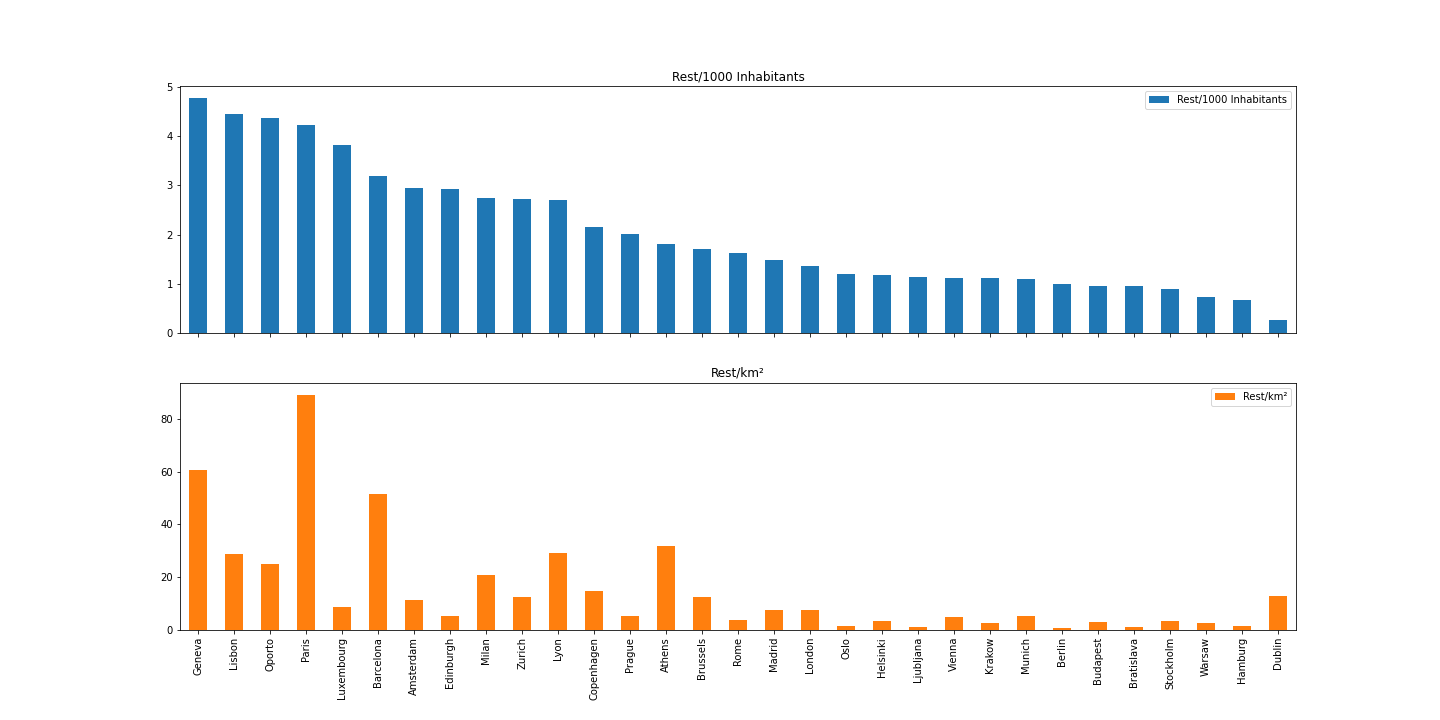 Rest/1000 Inhabitants
Rest/1000 Inhabitants
5
4
3
2
1
0
Rest/km²
Rest/km²
80
60
40
20
0
Geneva
Lisbon
Oporto
Paris
Luxembourg
Barcelona
Amsterdam
Edinburgh
Milan
Zurich
Lyon
Copenhagen
Prague
Athens
Brussels
Rome
Madrid
London
Oslo
Helsinki
Ljubljana
Vienna
Krakow
Munich
Berlin
Budapest
Bratislava
Stockholm
Warsaw
Hamburg
Dublin